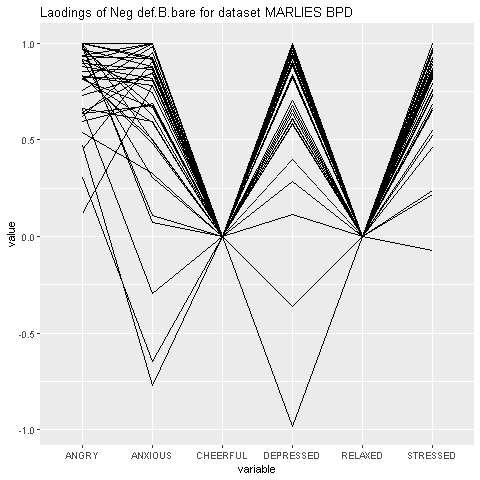 Laodings of Neg def.B.bare for dataset MARLIES BPD
1.0
0.5
0.0
-0.5
-1.0
value
ANGRY ANXIOUS CHEERFUL DEPRESSED RELAXED STRESSED
variable